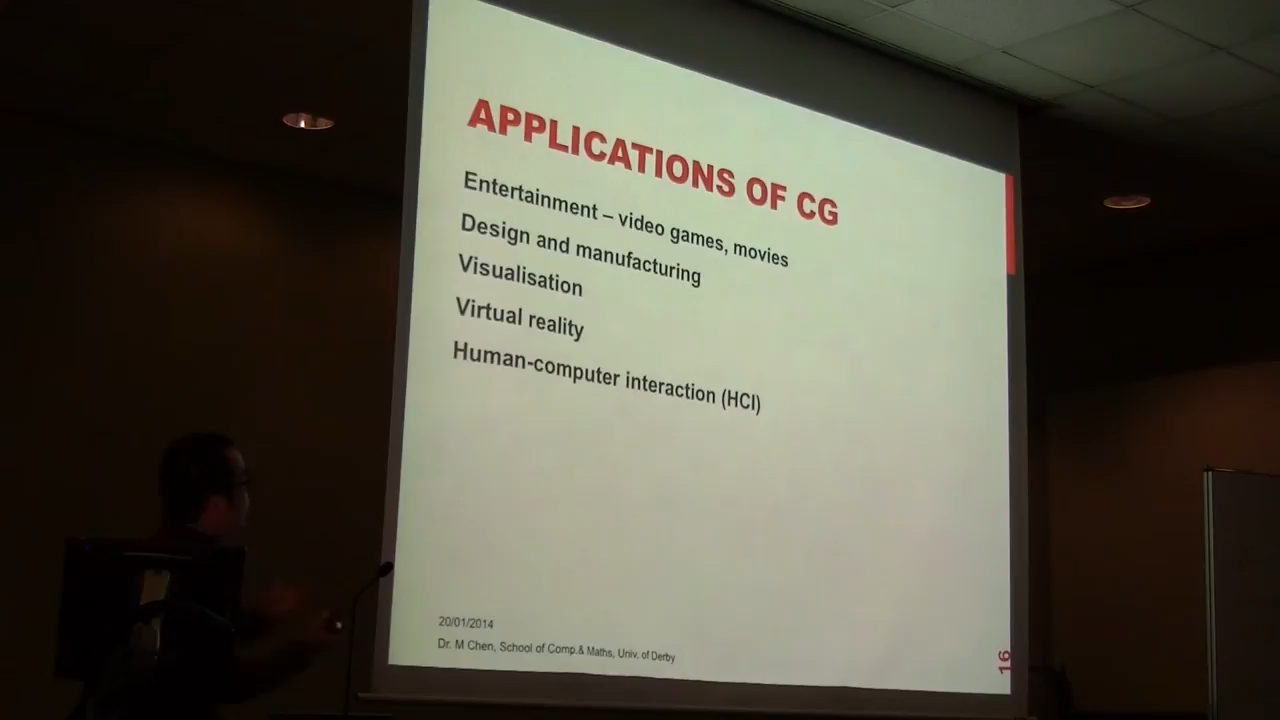 APPLICATIONS OF CG
Entertainment – video games, movies
Design and manufacturing
Visualisation
Virtual reality
Human-computer interaction (HCI)
20/01/2014
Dr. M Chen, School of Comp.& Maths, Univ. of Derby
16